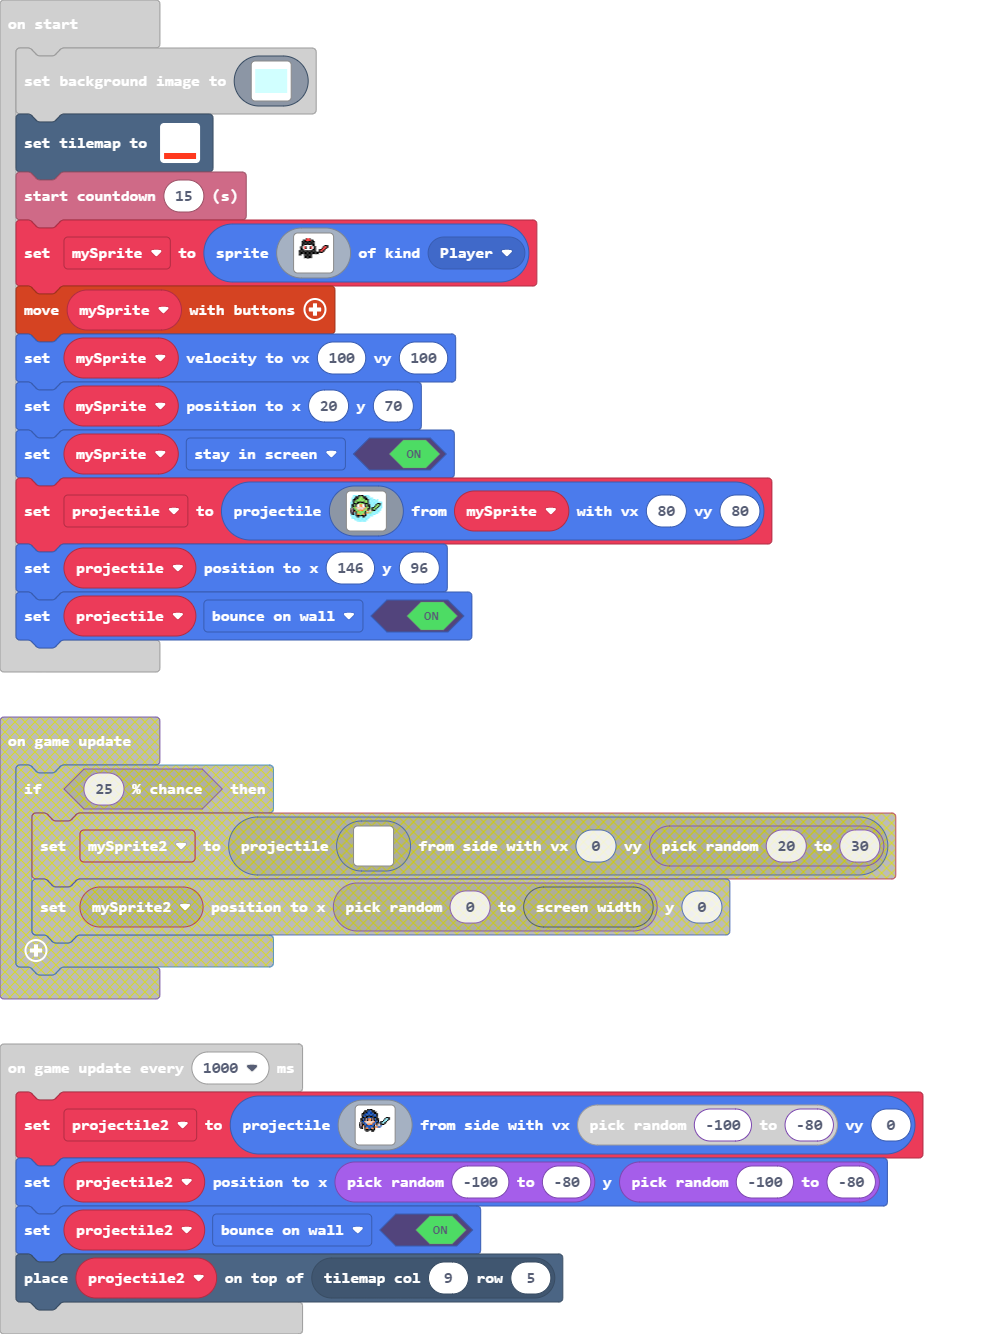 on start
set background image to
set tilemap to
start countdown 15 (s)
set mySprite to sprite of kind Player
move mySprite with buttons
set mySprite velocity to vx 100 vy 100
set mySprite position to x 20 y 70
set mySprite stay in screen ON
set projectile to projectile from mySprite with vx 80 vy 80
set projectile position to x 146 y 96
set projectile bounce on wall ON
on game update
if 25 % chance then
set mySprite2 to projectile from side with vx 0 vy pick random 20 to 30
set mySprite2 position to x pick random 0 to screen width y 0
on game update every 1000 ms
set projectile2 to projectile from side with vx pick random -100 to -80 vy 0
set projectile2 position to x pick random -100 to -80 y pick random -100 to -80
set projectile2 bounce on wall ON
place projectile2 on top of tilemap col 9 row 5